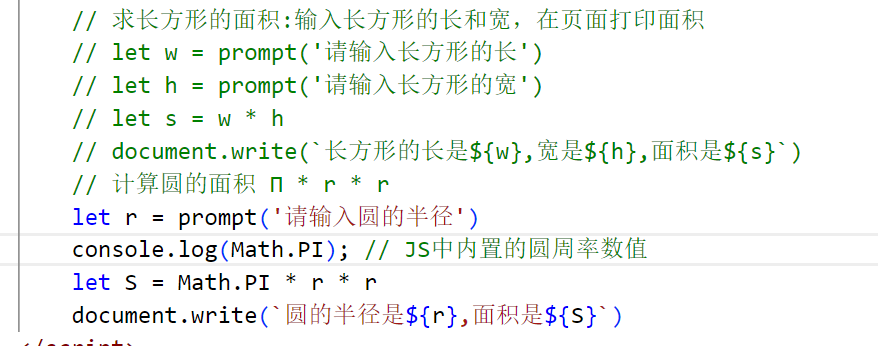 // 求长方形的面积:输入长方形的长和宽，在页面打印面积
// let w = prompt('请输入长方形的长')
// let h = prompt('请输入长方形的宽')
// let s = w * h
// document.write(`长方形的长是${w},宽是${h},面积是${s}`)
// 计算圆的面积 Π * r * r
let r = prompt('请输入圆的半径')
console.log(Math.PI); // JS中内置的圆周率数值
let S = Math.PI * r * r
document.write(`圆的半径是${r},面积是${S}`)